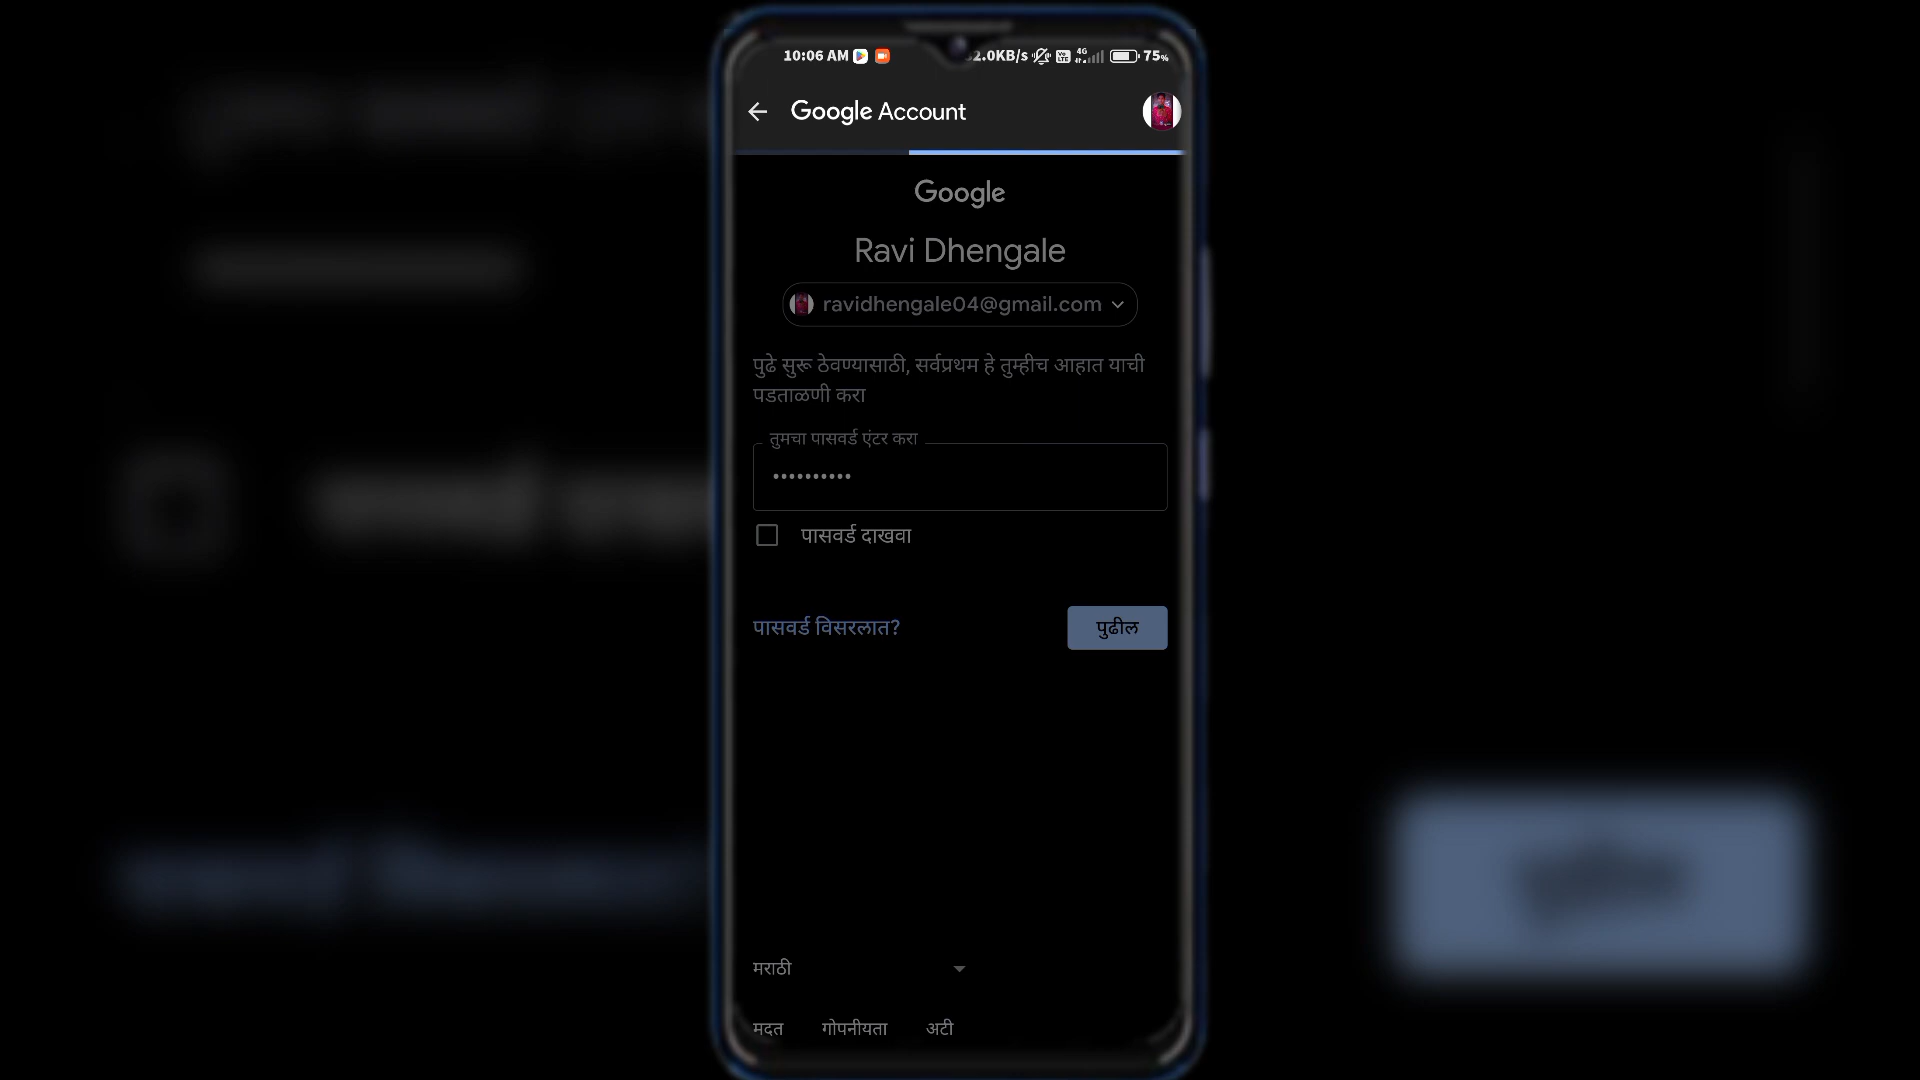 10:06 AM
2.0KB/s
4G
75%
Google Account
Google
Ravi Dhengale
ravidhengale04@gmail.com
पुढे सुरू ठेवण्यासाठी, सर्वप्रथम हे तुम्हीच आहात याची
पडताळणी करा
तुमचा पासवर्ड एंटर करा
पासवर्ड दाखवा
पासवर्ड विसरलात?
पुढील
मराठी
मदत
गोपनीयता
अटी